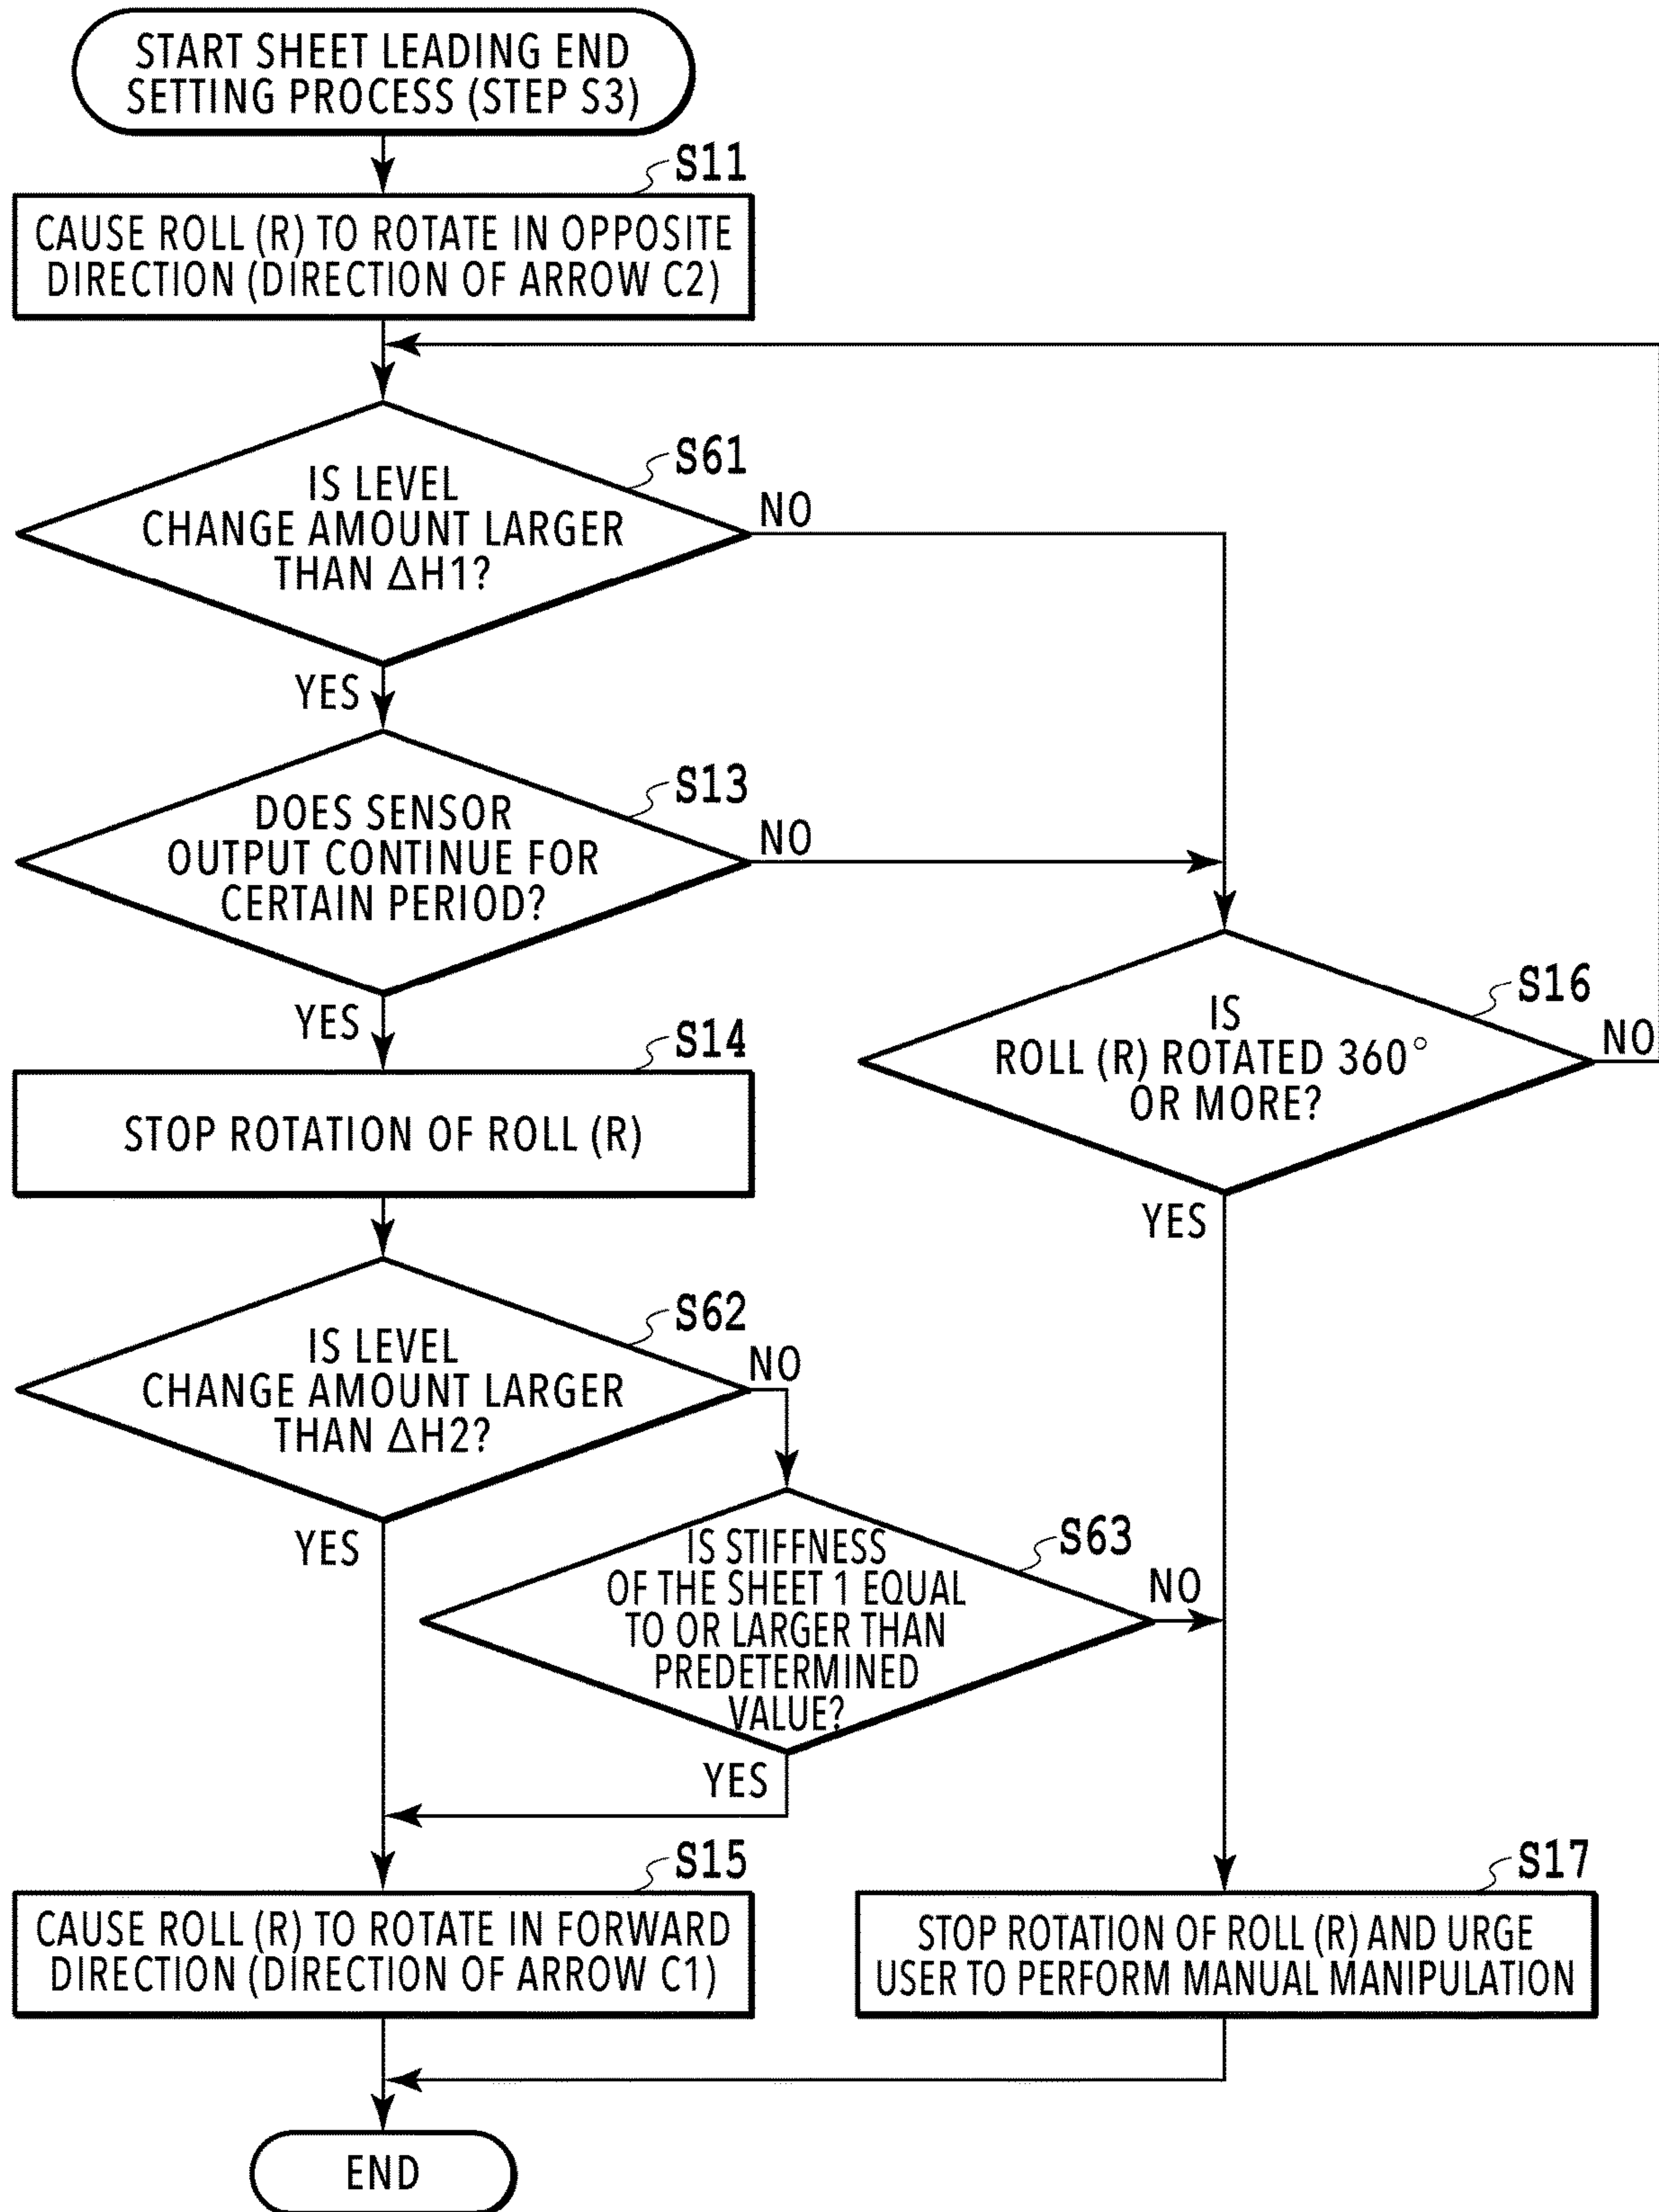 START SHEET LEADING END
SETTING PROCESS (STEP S3)
S11
CAUSE ROLL (R) TO ROTATE IN OPPOSITE
DIRECTION (DIRECTION OF ARROW C2)
S61
IS LEVEL
CHANGE AMOUNT LARGER
THAN ΔH1?
NO
YES
S13
DOES SENSOR
OUTPUT CONTINUE FOR
CERTAIN PERIOD?
NO
YES
S16
IS
ROLL (R) ROTATED 360°
OR MORE?
NO
YES
S14
STOP ROTATION OF ROLL (R)
S62
IS LEVEL
CHANGE AMOUNT LARGER
THAN ΔH2?
NO
YES
S63
IS STIFFNESS
OF THE SHEET 1 EQUAL
TO OR LARGER THAN
PREDETERMINED
VALUE?
NO
YES
S15
CAUSE ROLL (R) TO ROTATE IN FORWARD
DIRECTION (DIRECTION OF ARROW C1)
S17
STOP ROTATION OF ROLL (R) AND URGE
USER TO PERFORM MANUAL MANIPULATION
END